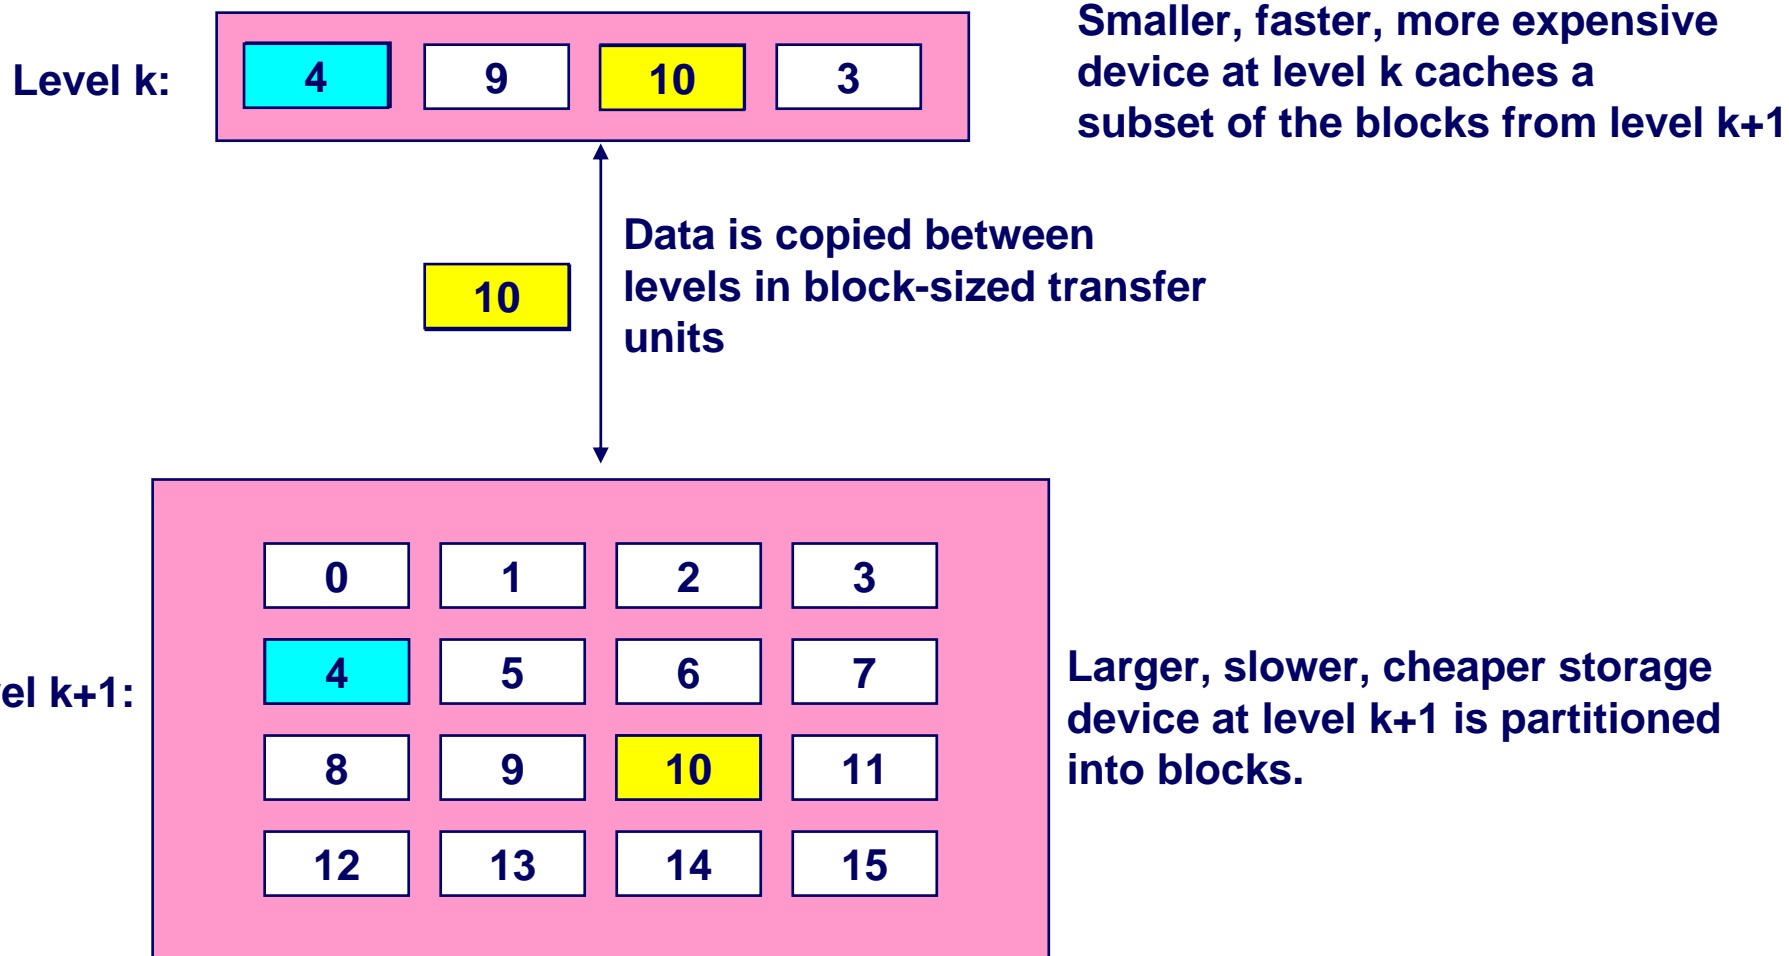 Smaller, faster, more expensive
device at level k caches a
subset of the blocks from level k+1
Level k:
4 9 10 3
Data is copied between
levels in block-sized transfer
units
10
0 1 2 3
4 5 6 7
el k+1:
8 9 10 11
12 13 14 15
Larger, slower, cheaper storage
device at level k+1 is partitioned
into blocks.